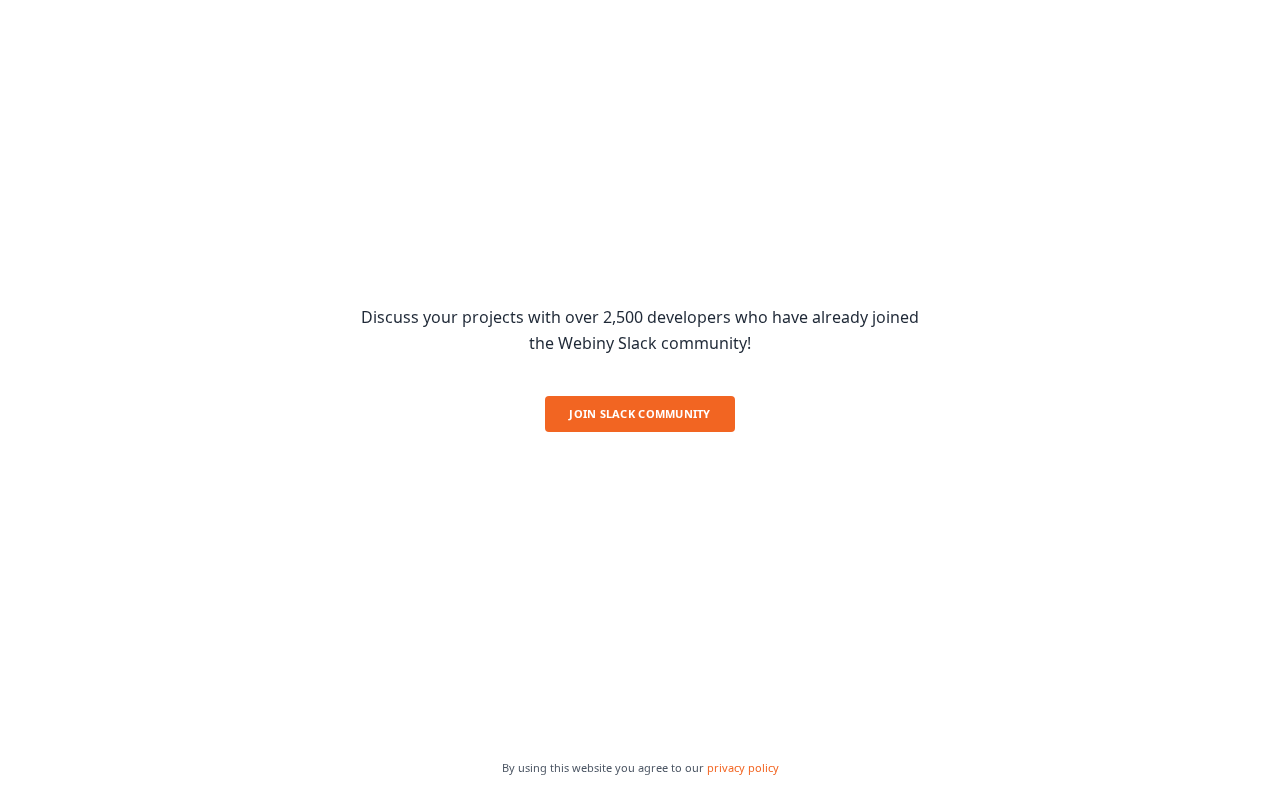 Discuss your projects with over 2,500 developers who have already joined
the Webiny Slack community!
JOIN SLACK COMMUNITY
By using this website you agree to our privacy policy